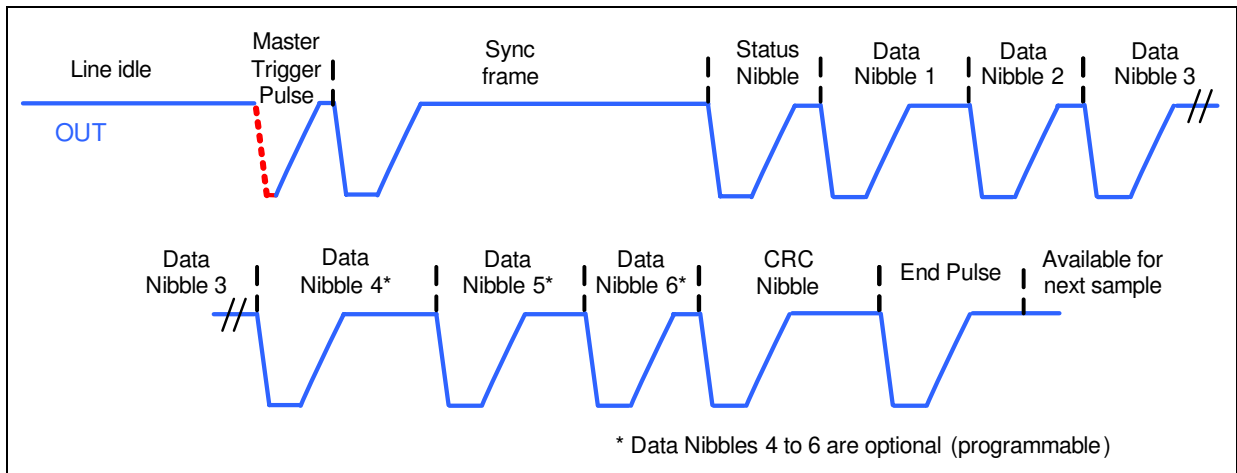 Line idle
Master
Trigger
Pulse
Sync
frame
Status
Nibble
Data
Nibble 1
Data
Nibble 2
Data
Nibble 3
OUT
Data
Nibble 3
Data
Nibble 4*
Data
Nibble 5*
Data
Nibble 6*
CRC
Nibble
End Pulse
Available for
next sample
* Data Nibbles 4 to 6 are optional (programmable)